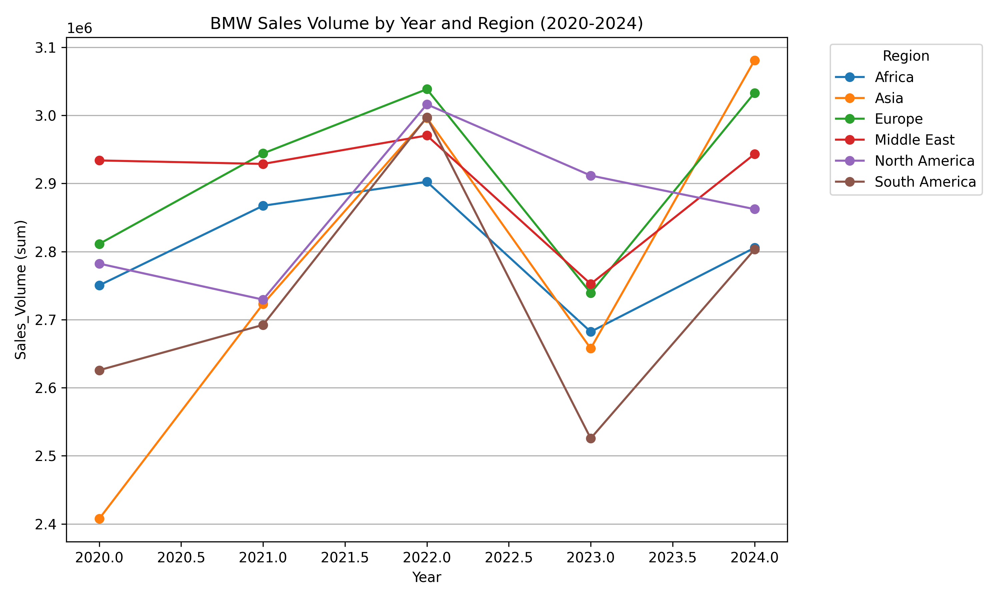 BMW Sales Volume by Year and Region (2020-2024)
1e6
3.1
3.0
2.9
2.8
2.7
2.6
2.5
2.4
Sales_Volume (sum)
2020.0 2020.5 2021.0 2021.5 2022.0 2022.5 2023.0 2023.5 2024.0
Year
Region
Africa
Asia
Europe
Middle East
North America
South America